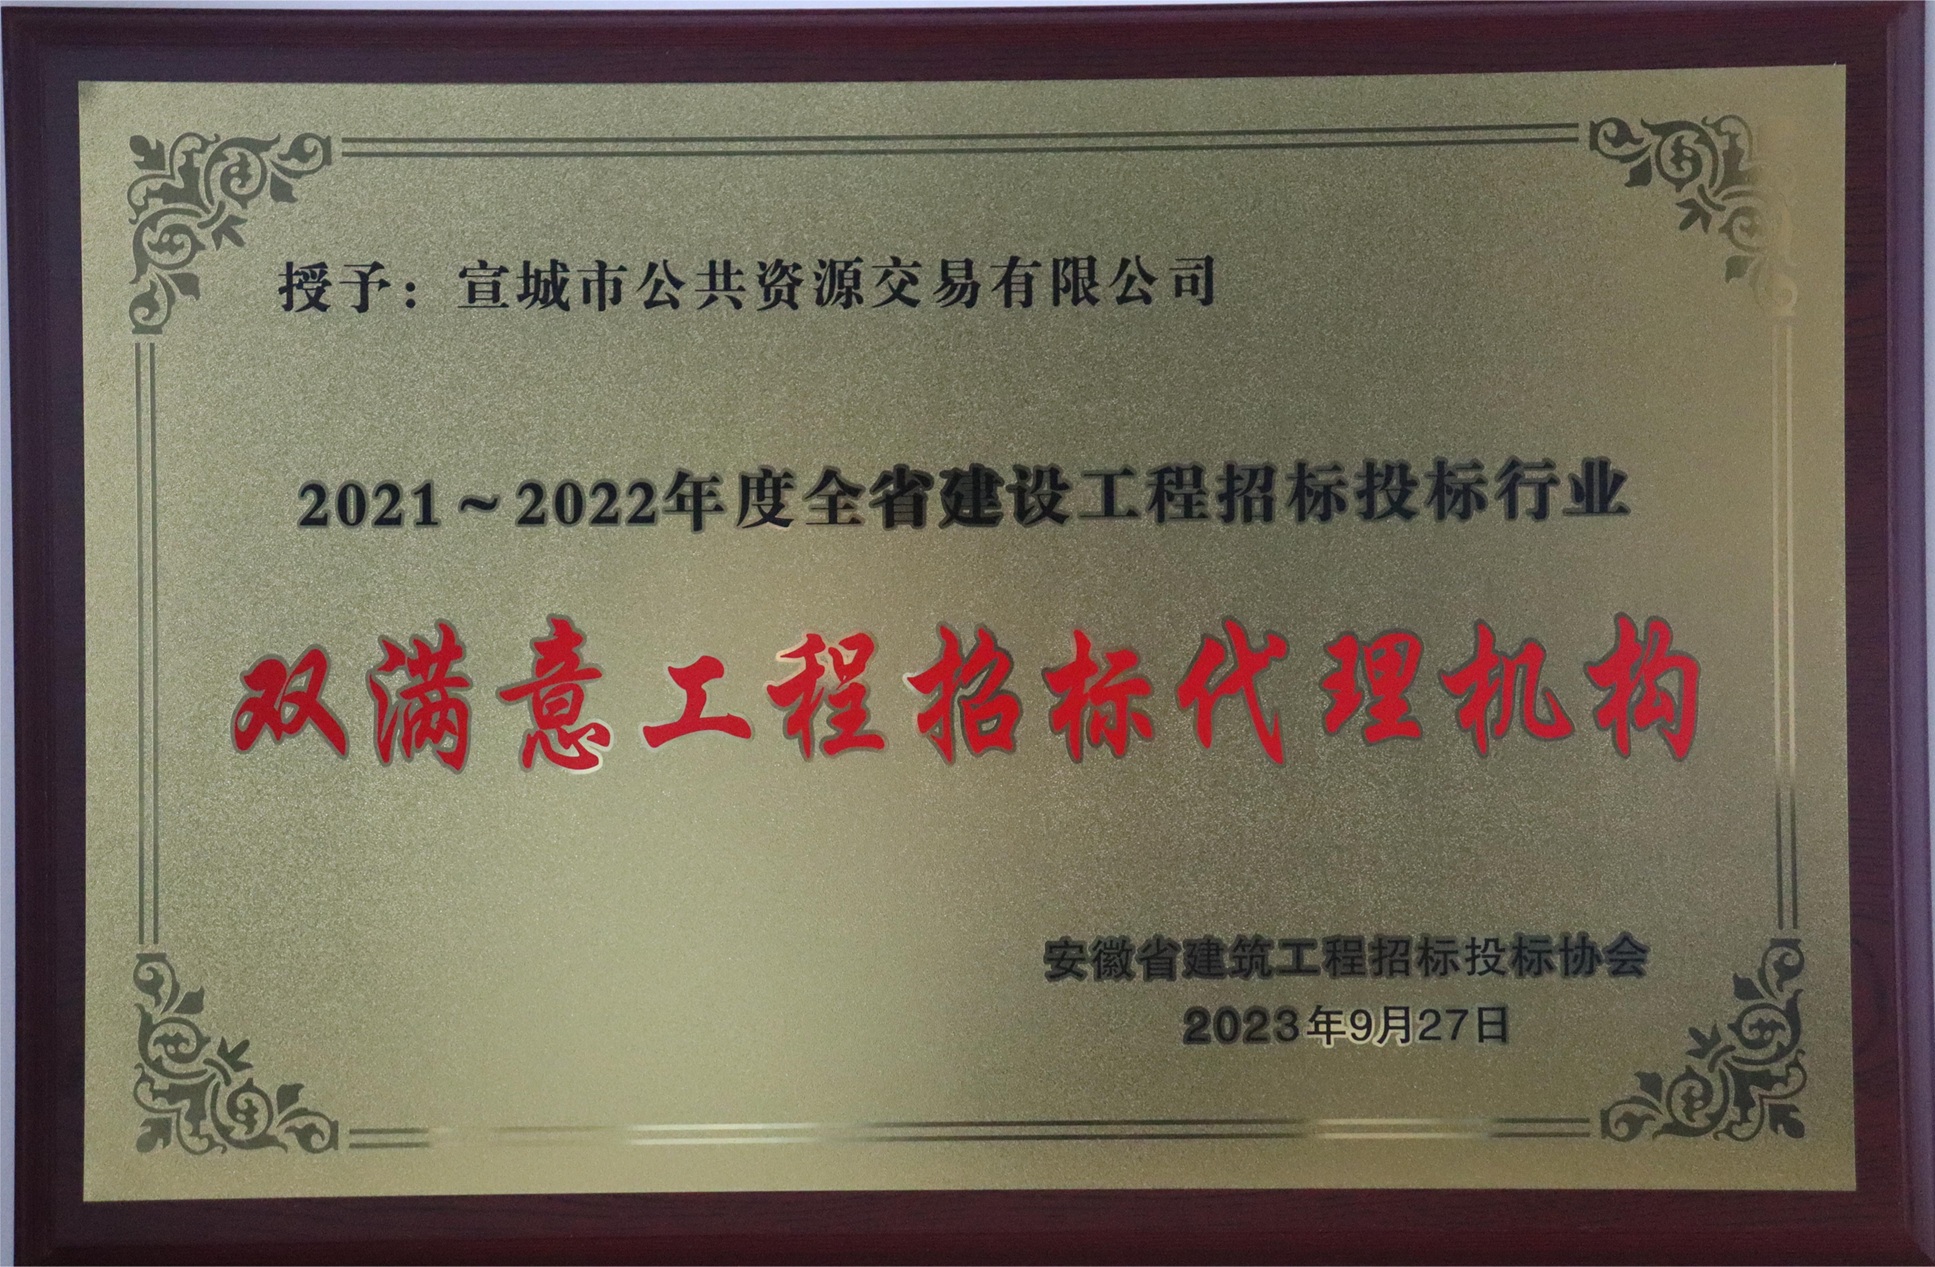 授予：宣城市公共资源交易有限公司
2021～2022年度全省建设工程招标投标行业
双满意工程招标代理机构
安徽省建筑工程招标投标协会
2023年9月27日